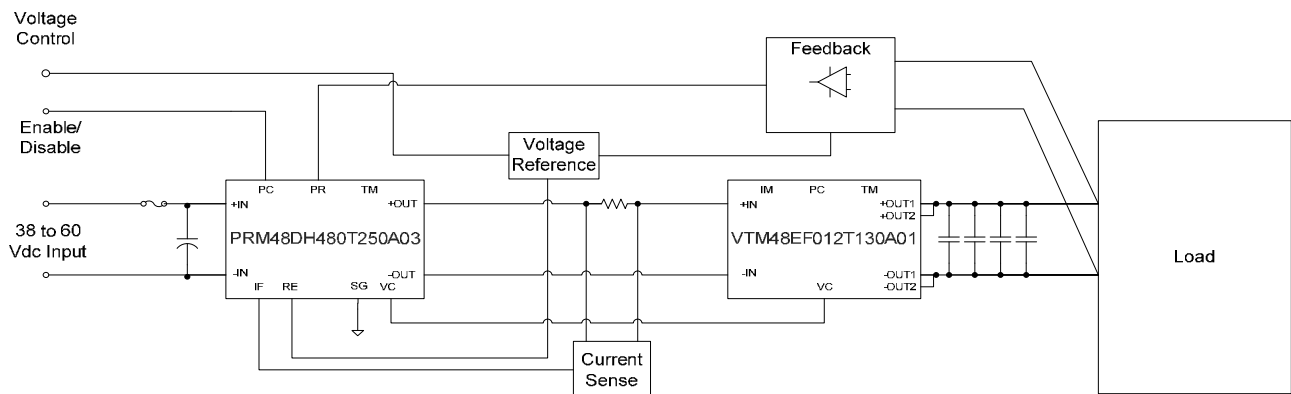 Voltage
Control
Enable/
Disable
38 to 60
Vdc Input
Feedback
Voltage
Reference
PC PR TM
+IN +OUT
PRM48DH480T250A03
-IN -OUT
IF RE SG VC
IM PC TM
+IN +OUT1
+OUT2
VTM48EF012T130A01
-IN -OUT1
-OUT2
VC
Current
Sense
Load